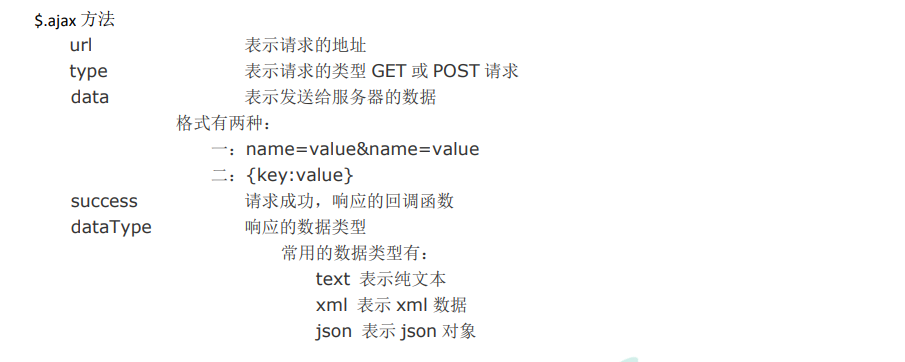 $.ajax 方法
url 表示请求的地址
type 表示请求的类型 GET 或 POST 请求
data 表示发送给服务器的数据
格式有两种：
一：name=value&name=value
二：{key:value}
success 请求成功，响应的回调函数
dataType 响应的数据类型
常用的数据类型有：
text 表示纯文本
xml 表示 xml 数据
json 表示 json 对象